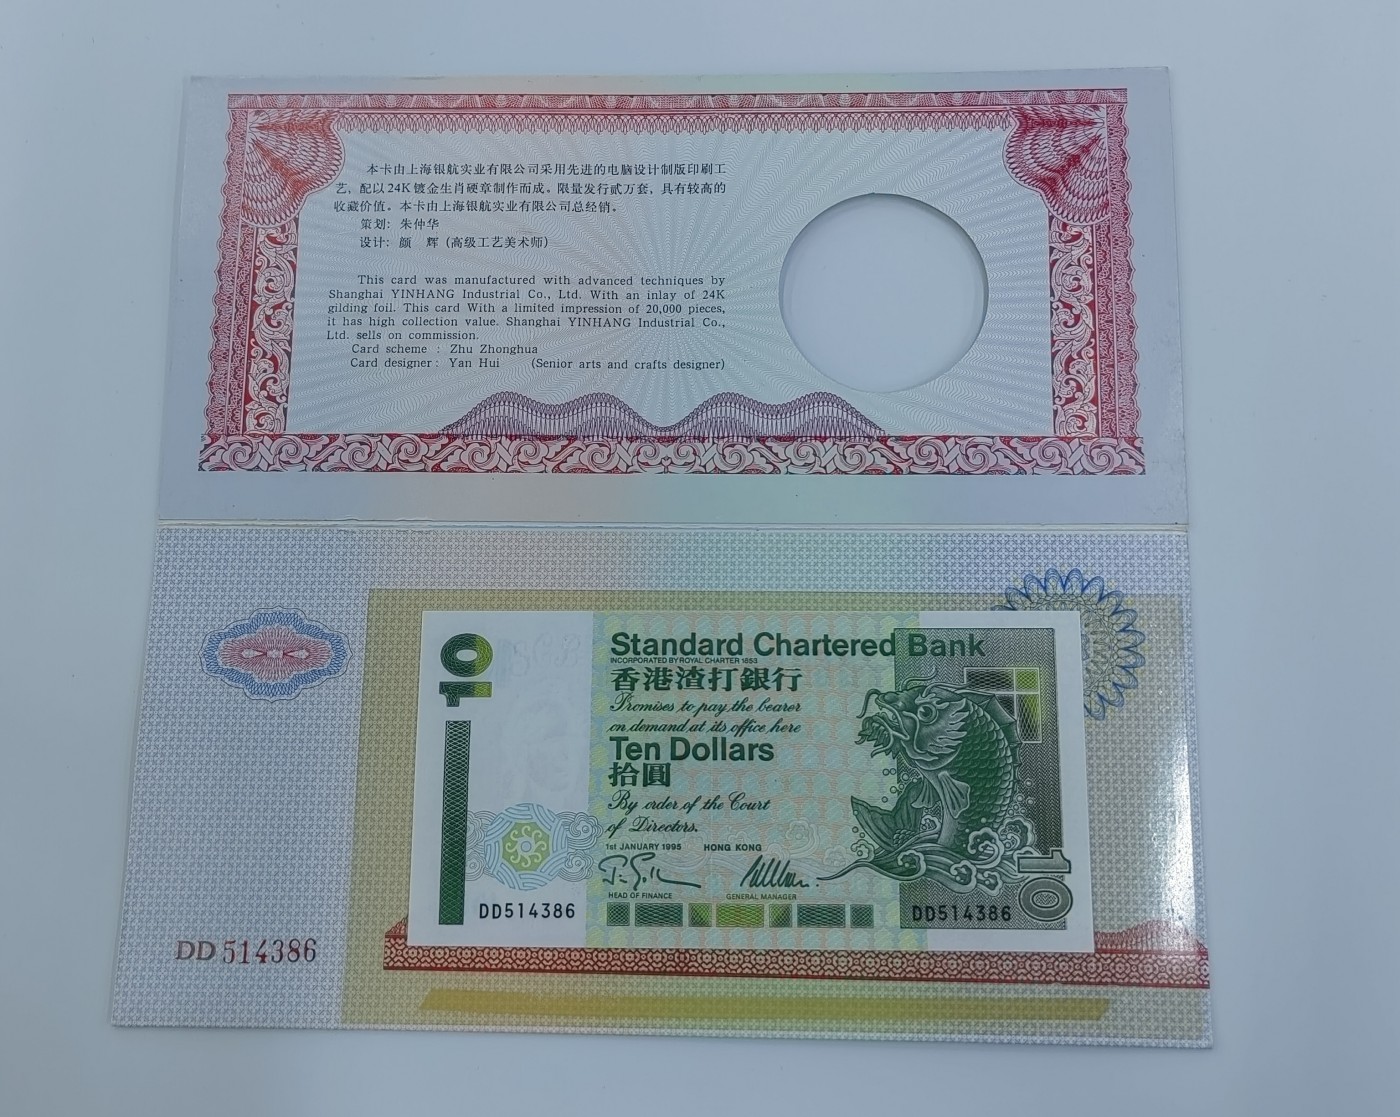 本卡由上海银航实业有限公司采用先进的电脑设计制版印刷工
艺、配以24K镀金生肖硬章制作而成。限量发行贰万套，具有较高的
收藏价值。本卡由上海银航实业有限公司总经销。
策划：朱仲华
设计：颜 辉（高级工艺美术师）
This card was manufactured with advanced techniques by
Shanghai YINHANG Industrial Co., Ltd. With an inlay of 24K
gilding foil. This card With a limited impression of 20,000 pieces,
it has high collection value. Shanghai YINHANG Industrial Co.,
Ltd. sells on commission.
Card scheme : Zhu Zhonghua
Card designer : Yan Hui (Senior arts and crafts designer)
10
Standard Chartered Bank
INCORPORATED BY ROYAL CHARTER 1853
香港渣打銀行
Promises to pay the bearer
on demand at its office here
Ten Dollars
拾圓
By order of the Court
of Directors.
1st JANUARY 1995 HONG KONG
HEAD OF FINANCE GENERAL MANAGER
DD514386
DD514386
10
DD 514386